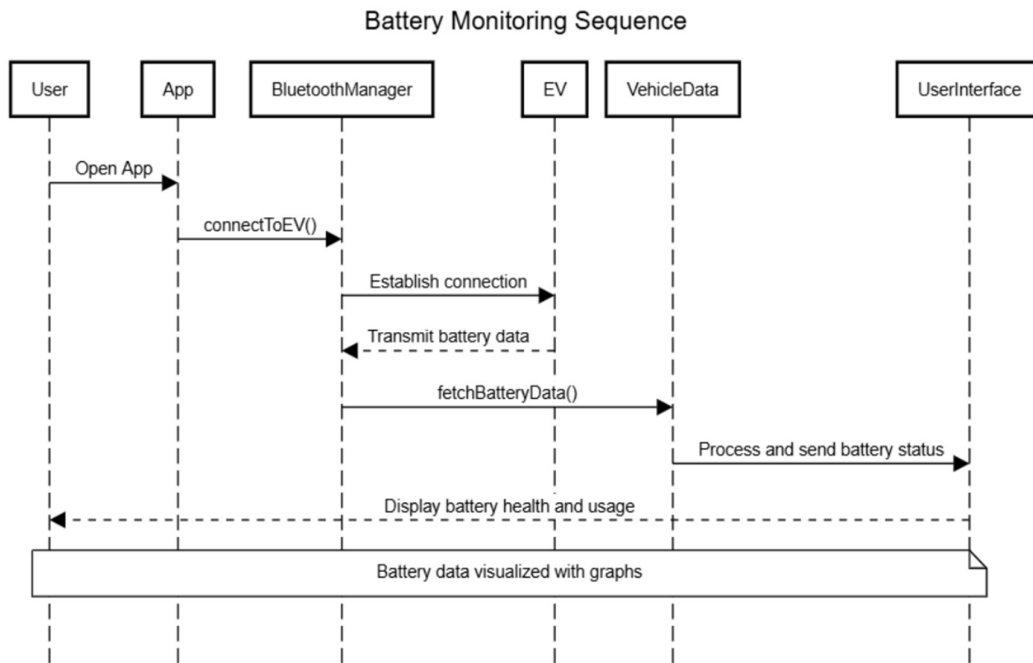 Battery Monitoring Sequence
User
App
BluetoothManager
EV
VehicleData
UserInterface
Open App
connectToEV()
Establish connection
Transmit battery data
fetchBatteryData()
Process and send battery status
Display battery health and usage
Battery data visualized with graphs